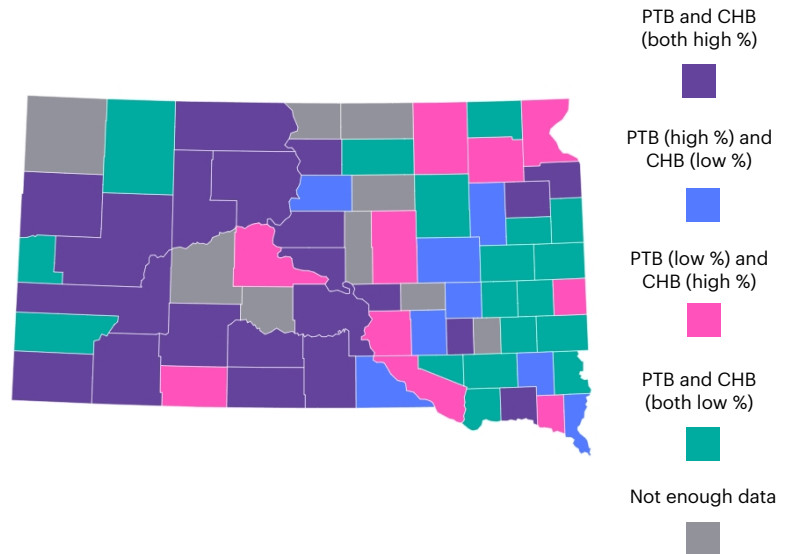 PTB and CHB
(both high %)
PTB (high %) and
CHB (low %)
PTB (low %) and
CHB (high %)
PTB and CHB
(both low %)
Not enough data